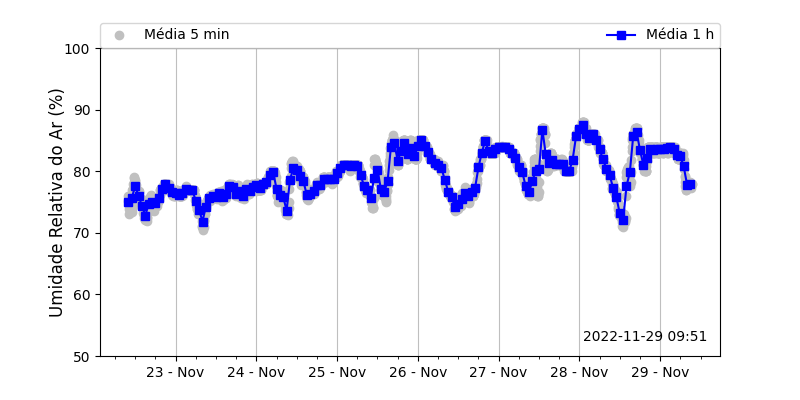 Média 5 min
Média 1 h
Umidade Relativa do Ar (%)
100
90
80
70
60
50
2022-11-29 09:51
23 - Nov
24 - Nov
25 - Nov
26 - Nov
27 - Nov
28 - Nov
29 - Nov